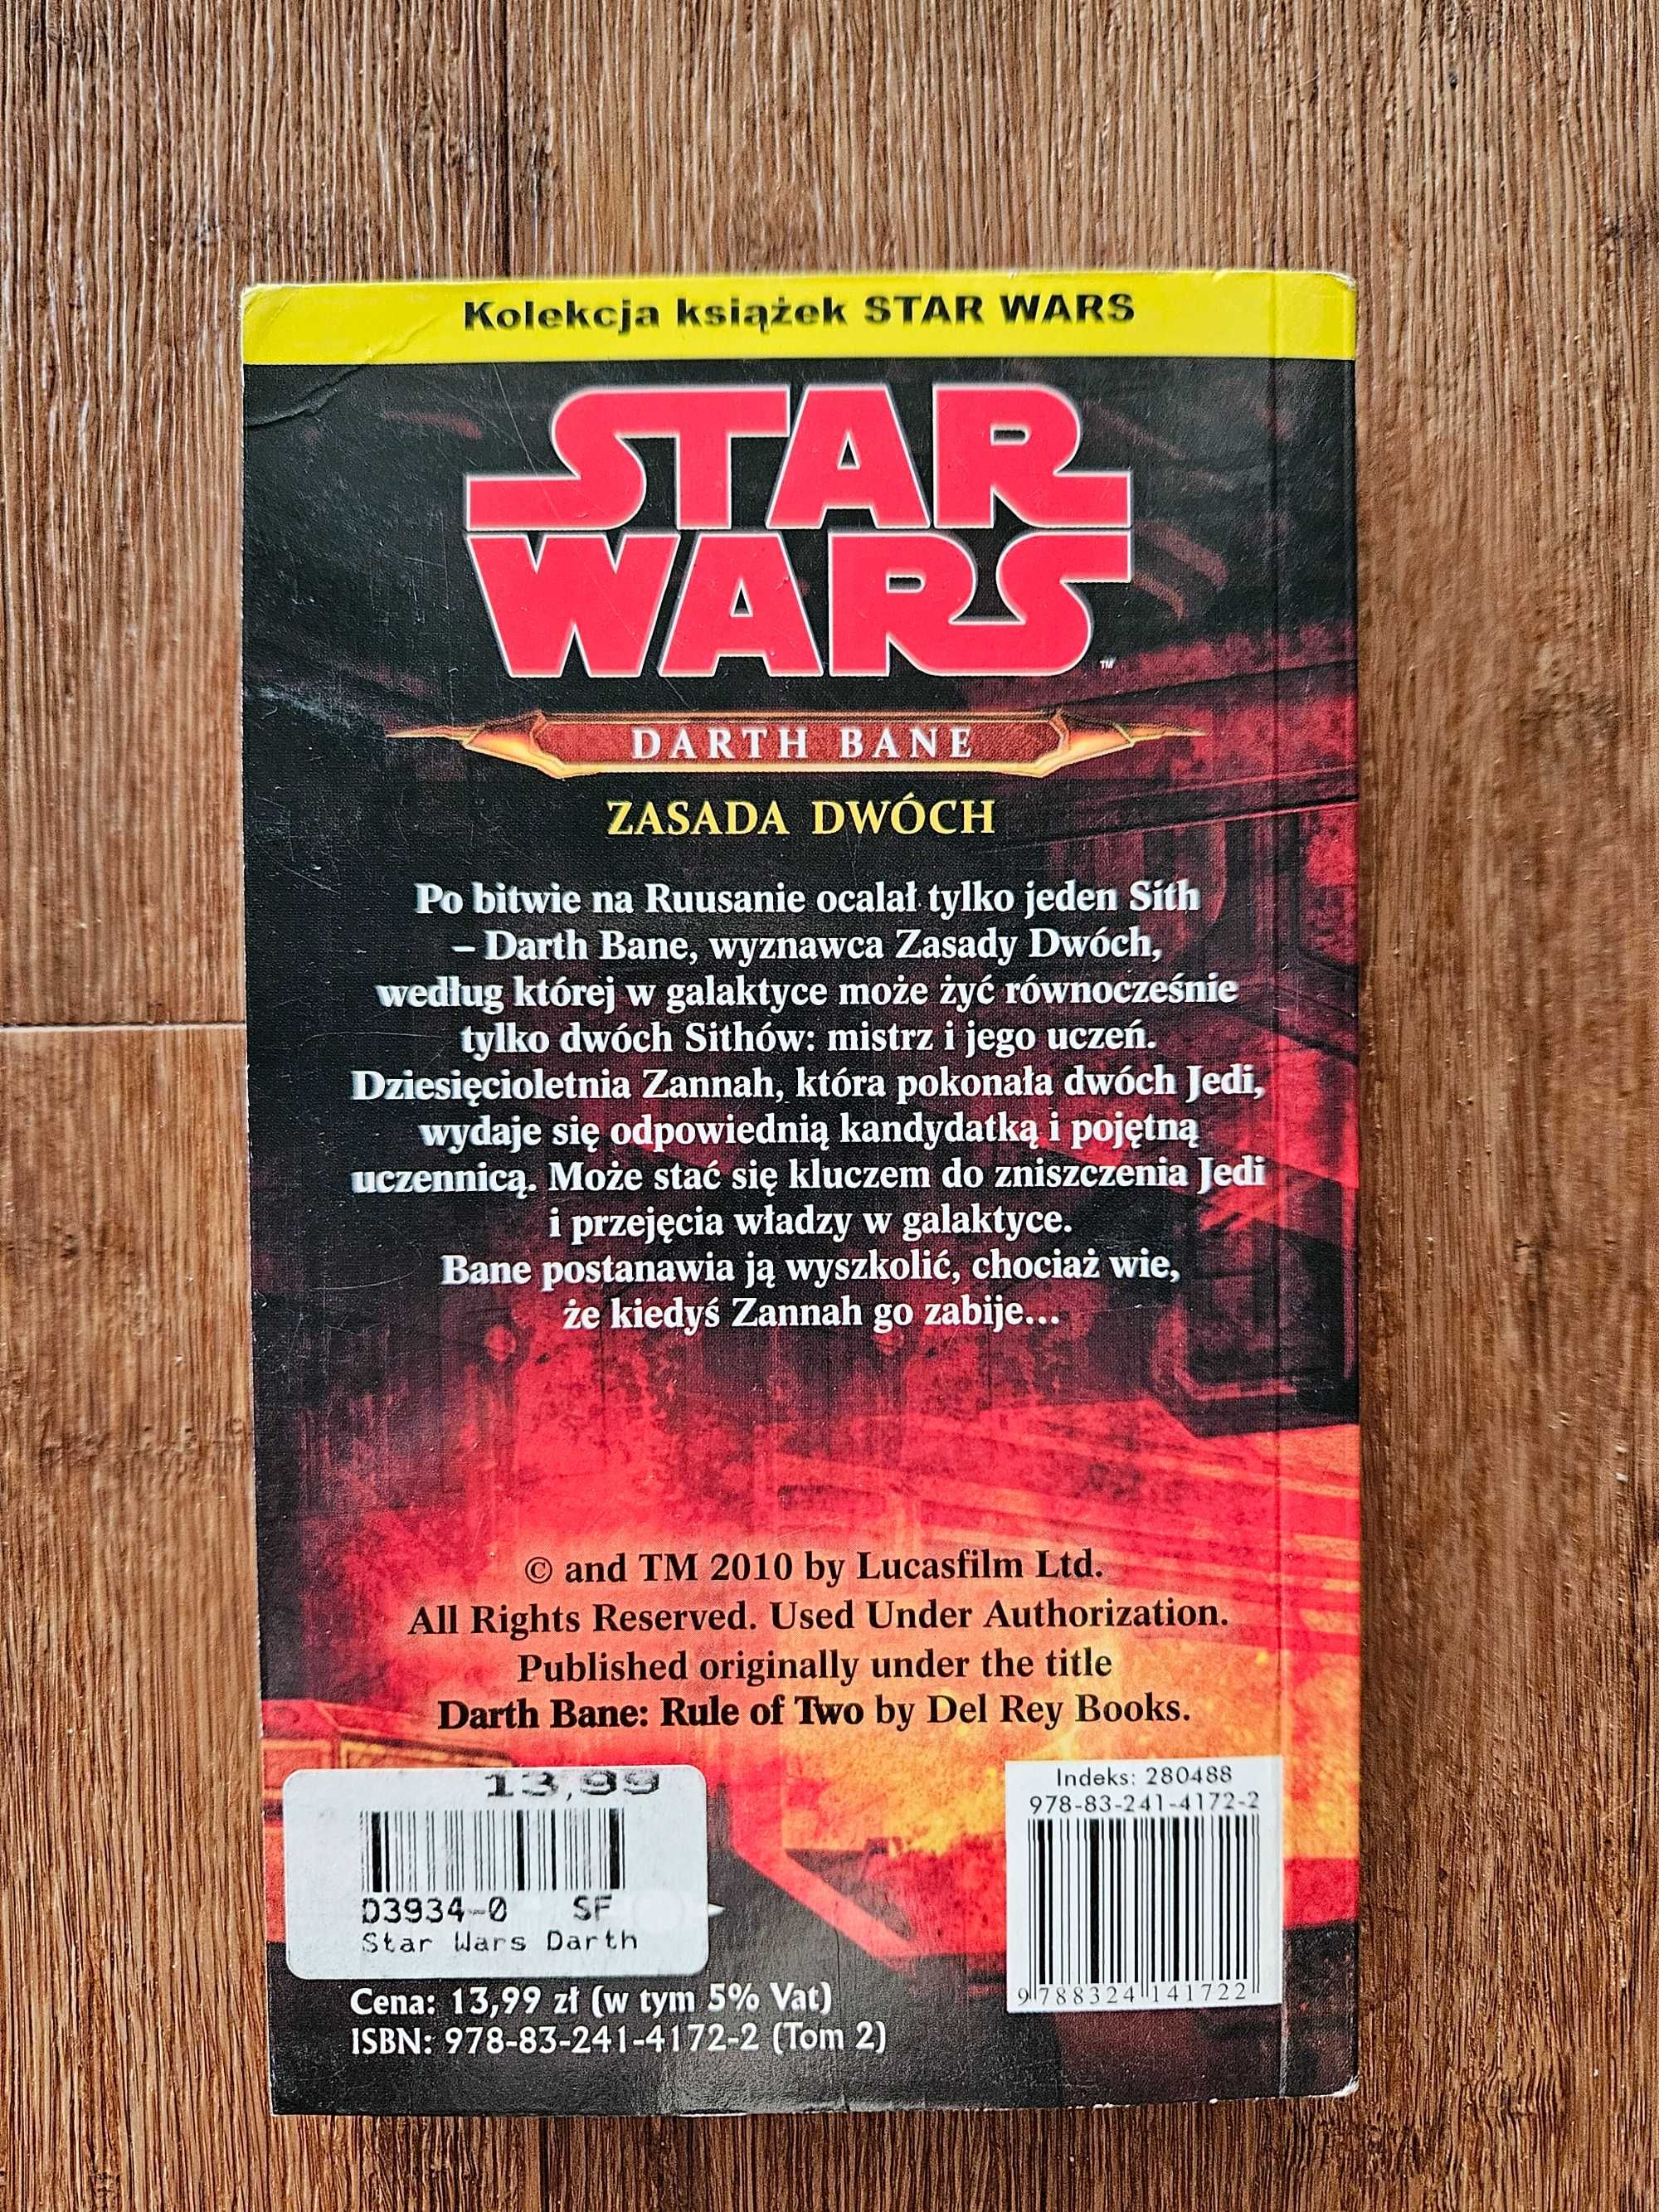 Kolekcja książek STAR WARS
STAR
WARS
™
DARTH BANE
ZASADA DWÓCH
Po bitwie na Ruusanie ocalał tylko jeden Sith
– Darth Bane, wyznawca Zasady Dwóch,
według której w galaktyce może żyć równocześnie
tylko dwóch Sithów: mistrz i jego uczeń.
Dziesięcioletnia Zannah, która pokonała dwóch Jedi,
wydaje się odpowiednią kandydatką i pojętną
uczennicą. Może stać się kluczem do zniszczenia Jedi
i przejęcia władzy w galaktyce.
Bane postanawia ją wyszkolić, chociaż wie,
że kiedyś Zannah go zabije...
© and TM 2010 by Lucasfilm Ltd.
All Rights Reserved. Used Under Authorization.
Published originally under the title
Darth Bane: Rule of Two by Del Rey Books.
13,99
D3934-0 SF
Star Wars Darth
Indeks: 280488
978-83-241-4172-2
9 788324 141722
Cena: 13,99 zł (w tym 5% Vat)
ISBN: 978-83-241-4172-2 (Tom 2)